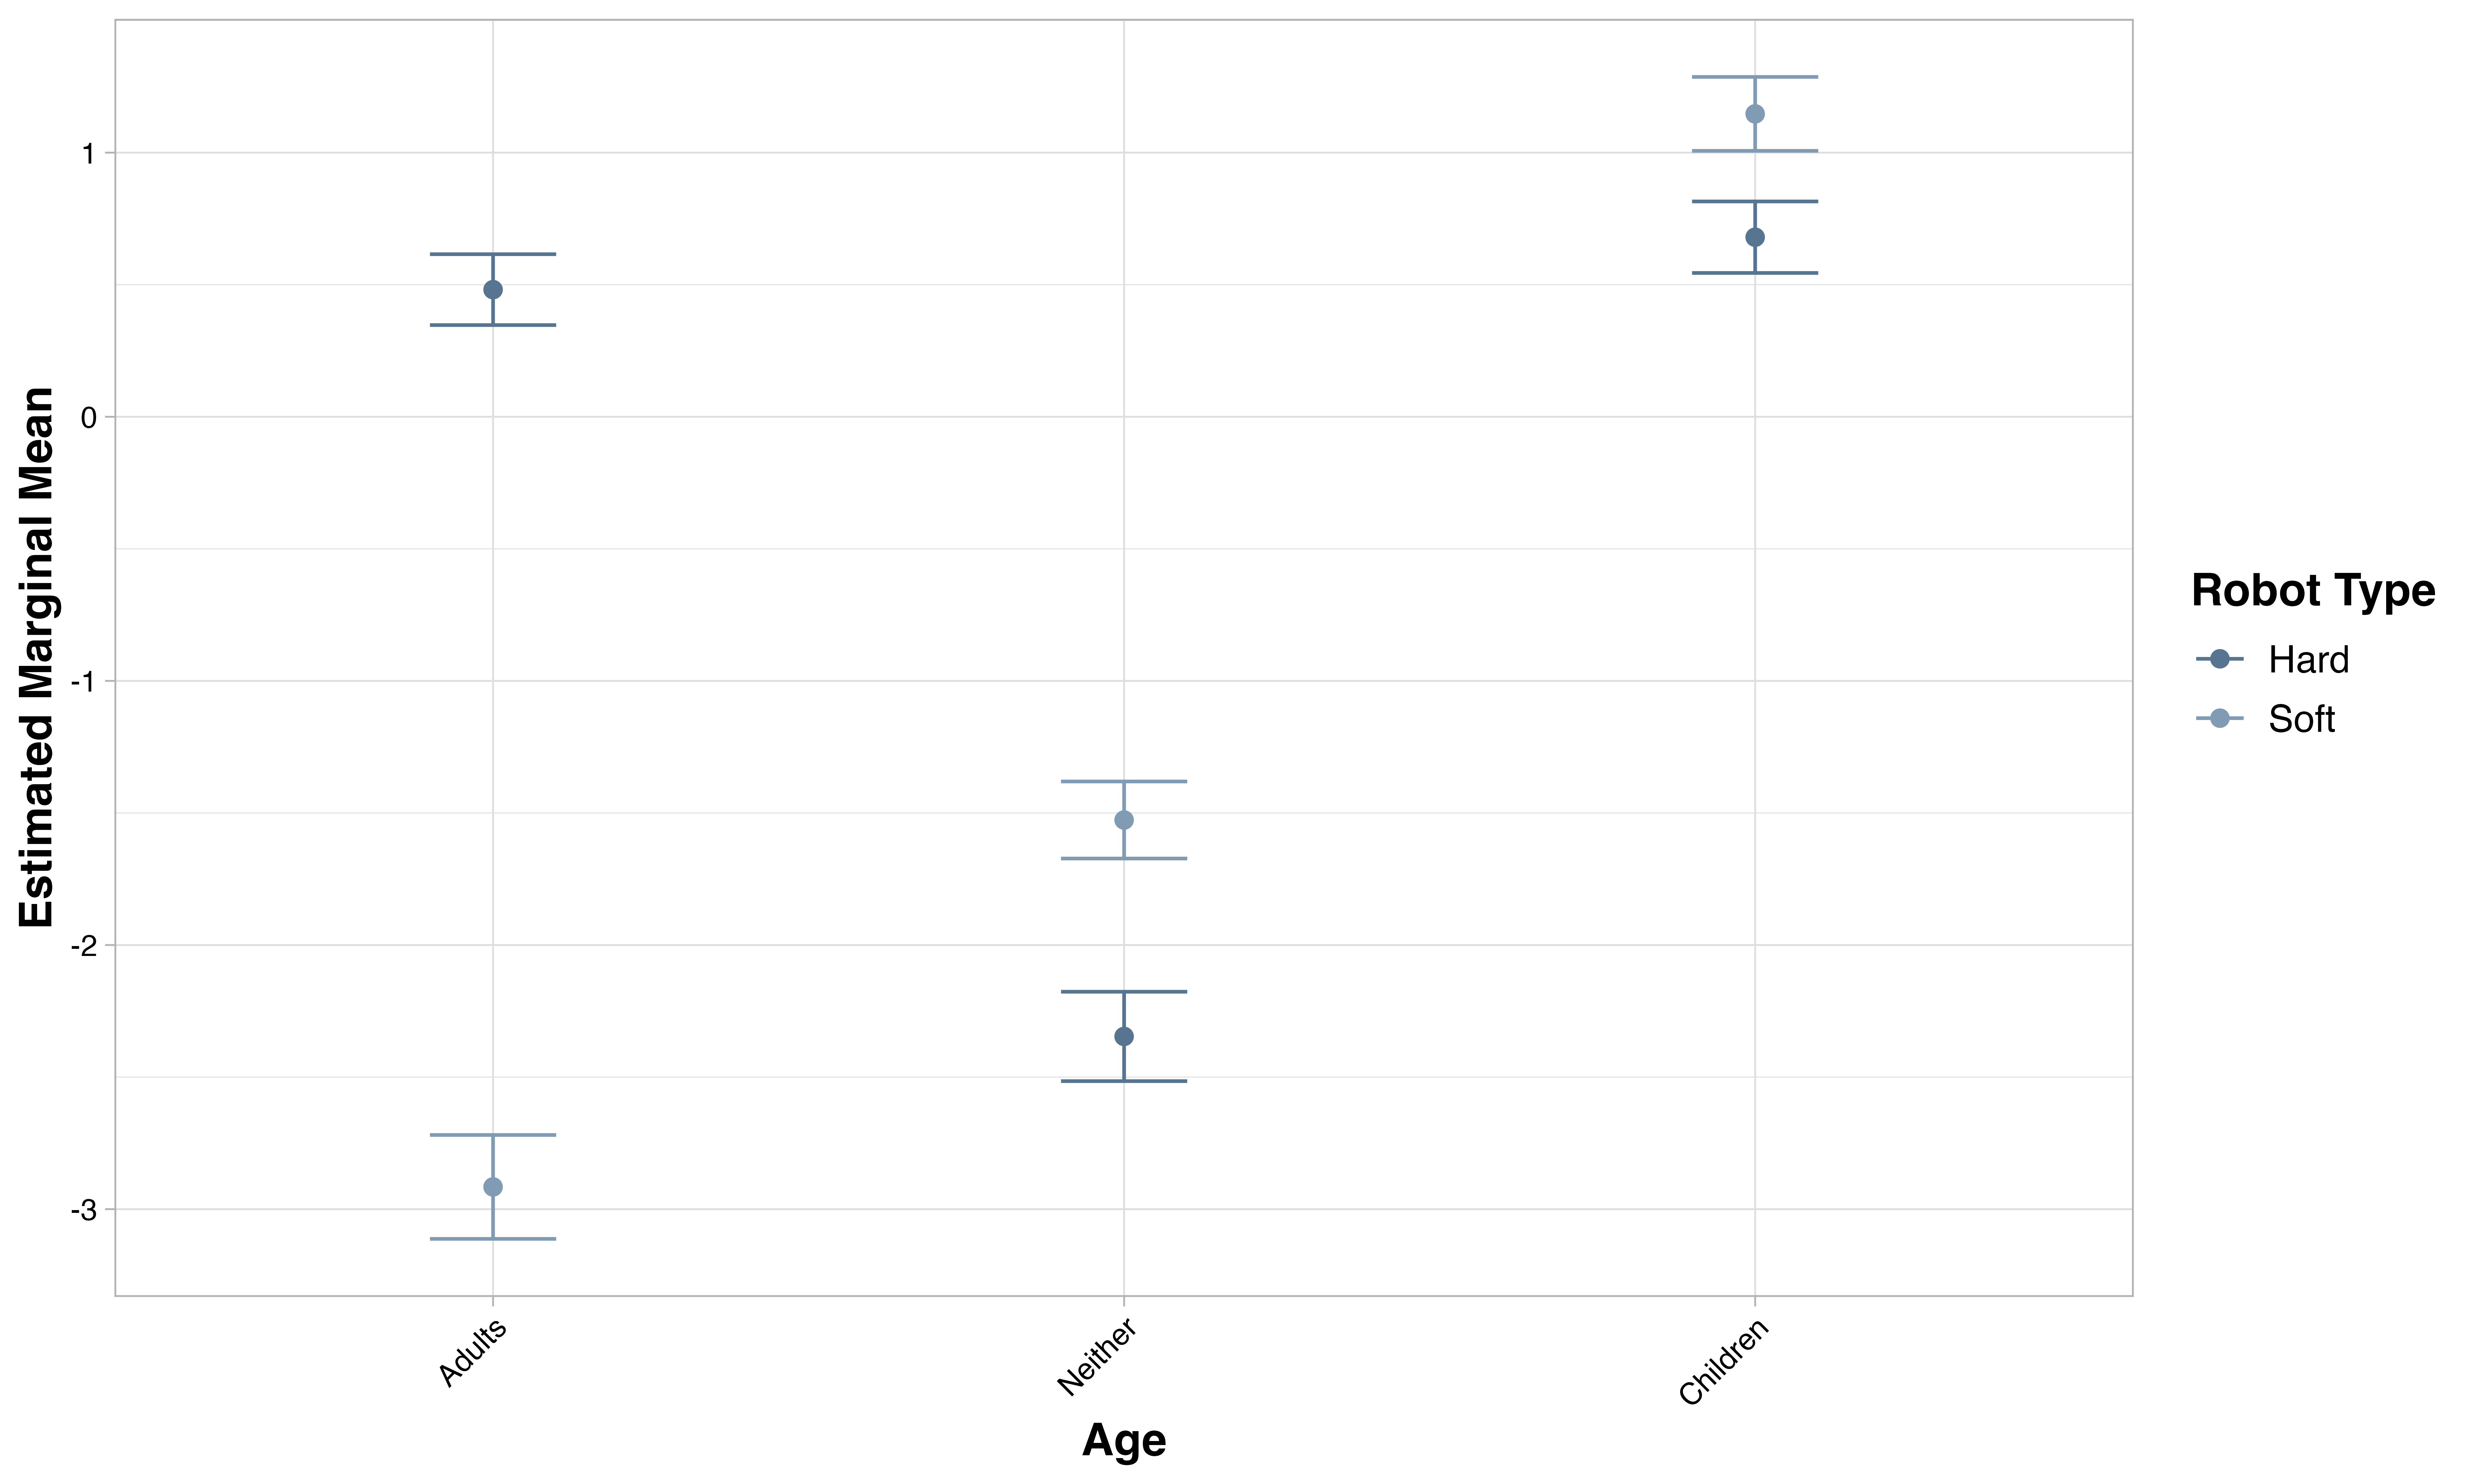 Estimated Marginal Mean
1
0
-1
-2
-3
Adults
Neither
Children
Age
Robot Type
Hard
Soft